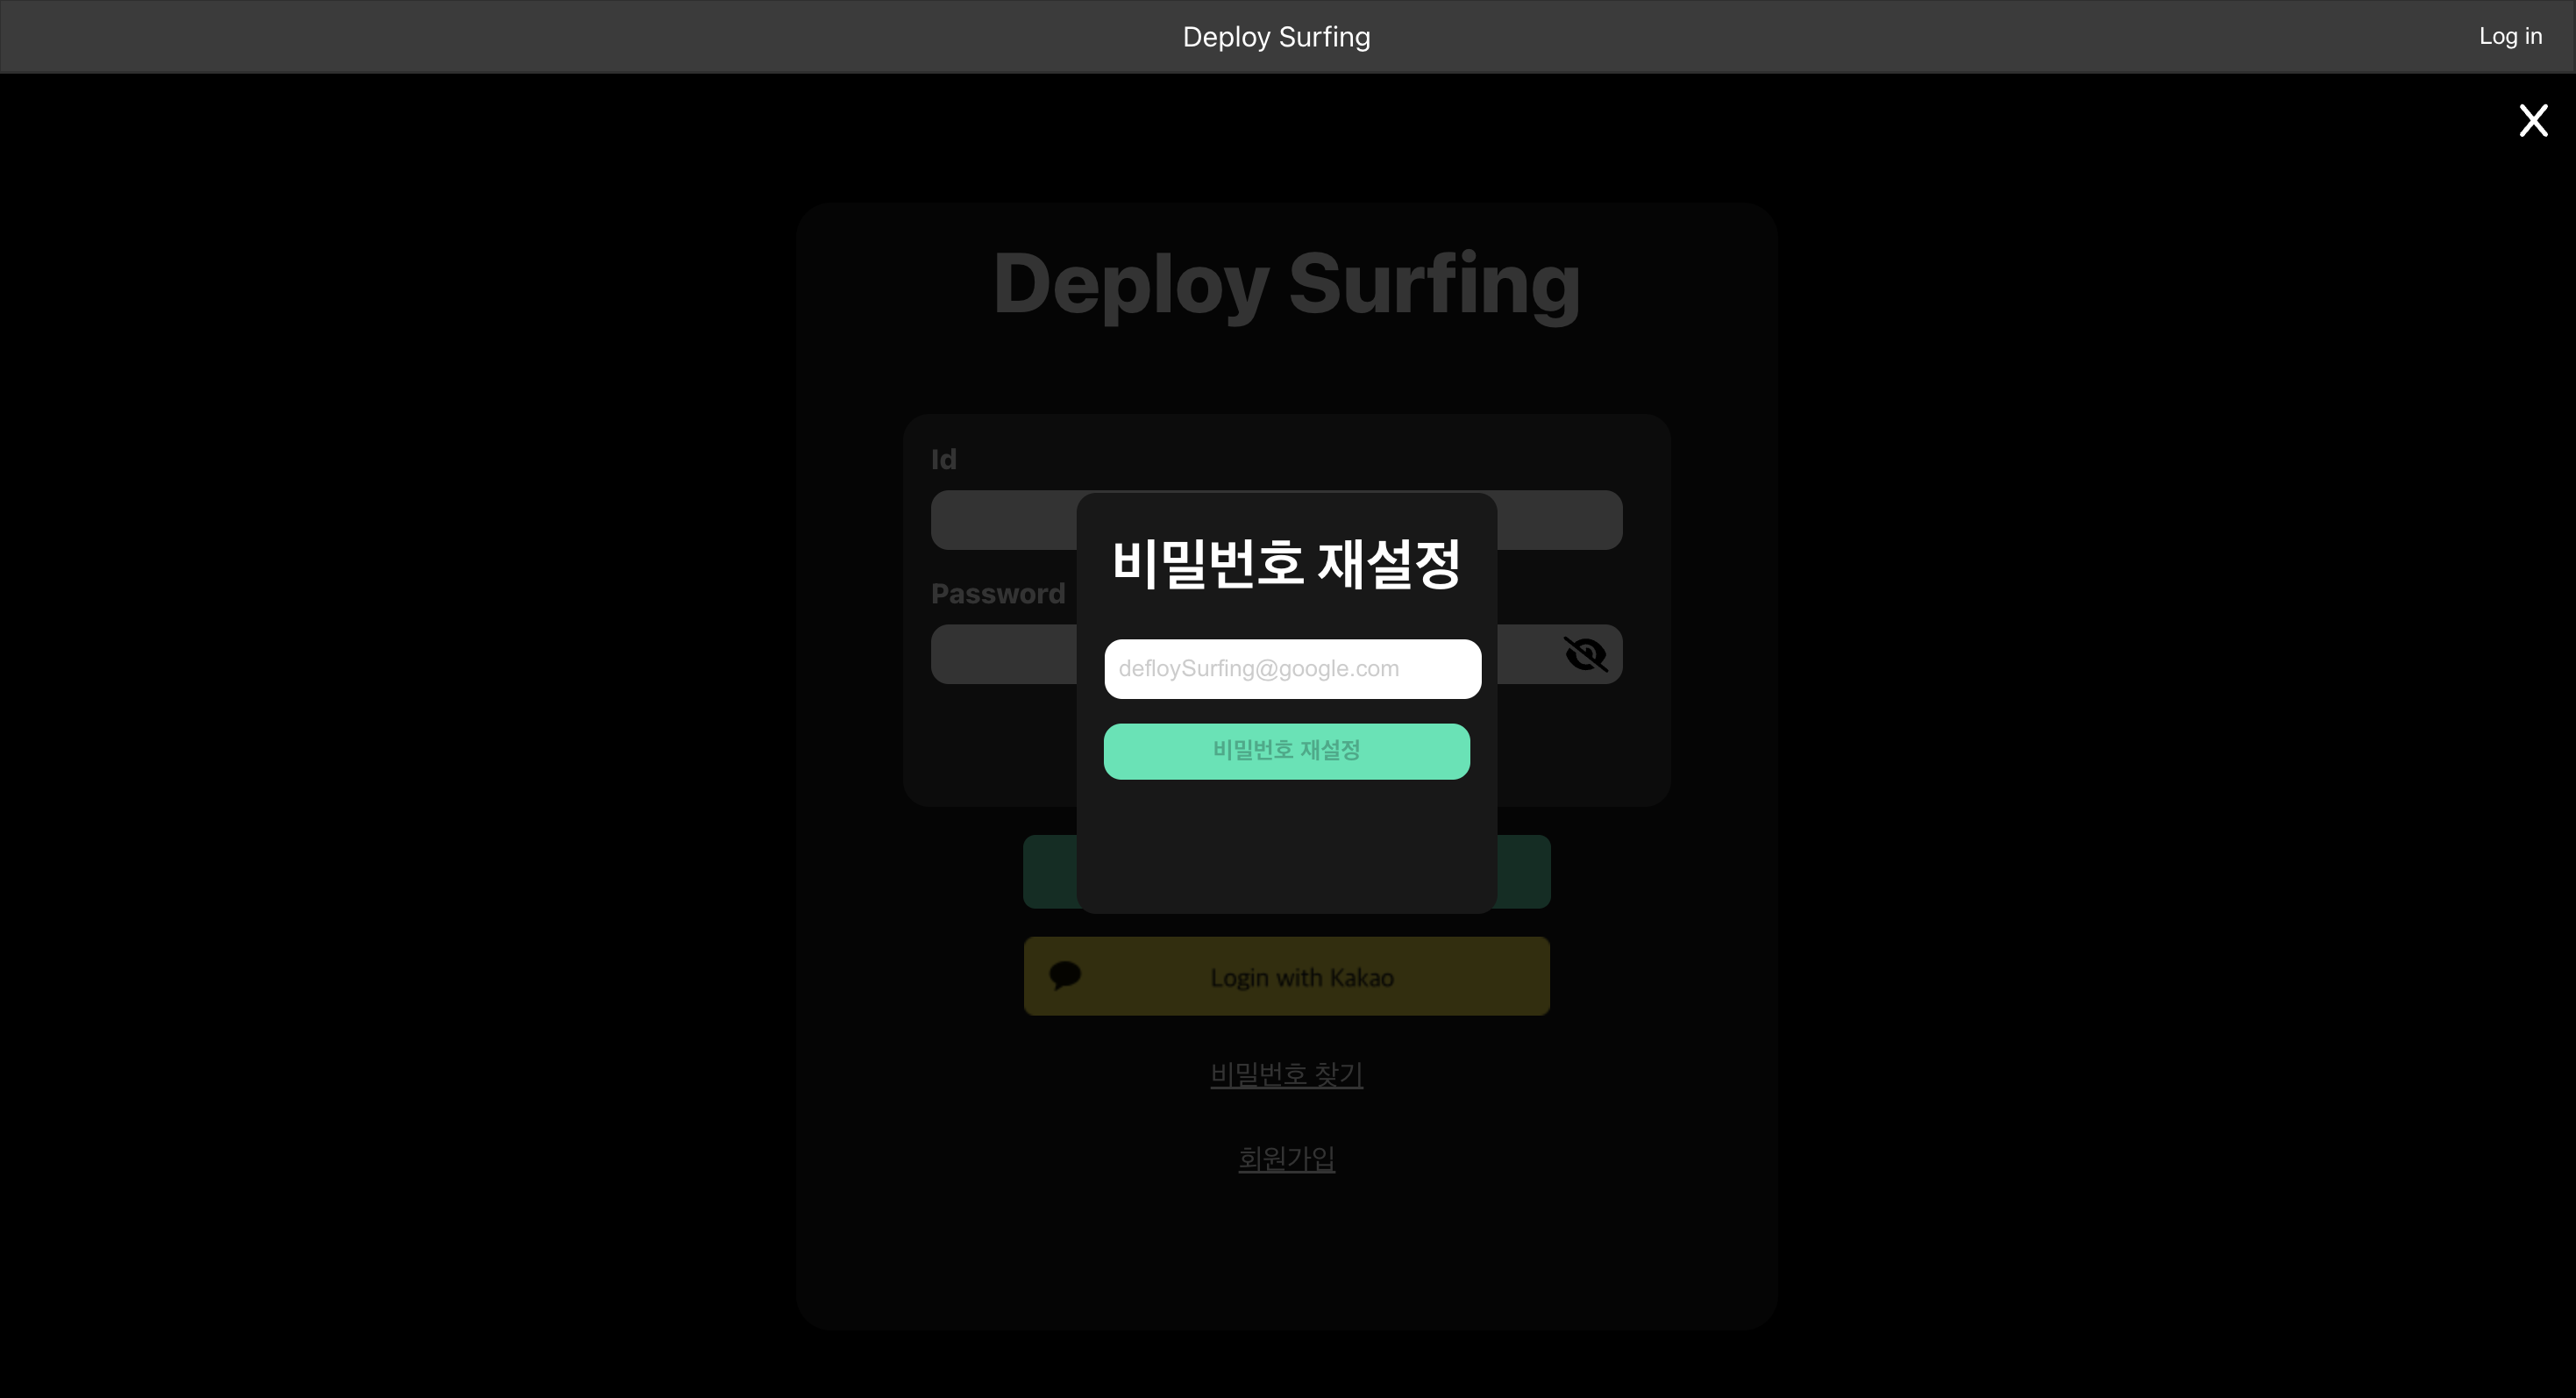 Deploy Surfing
Log in
X
Deploy Surfing
Id
비밀번호 재설정
Password
defloySurfing@google.com
비밀번호 재설정
Login with Kakao
비밀번호 찾기
회원가입